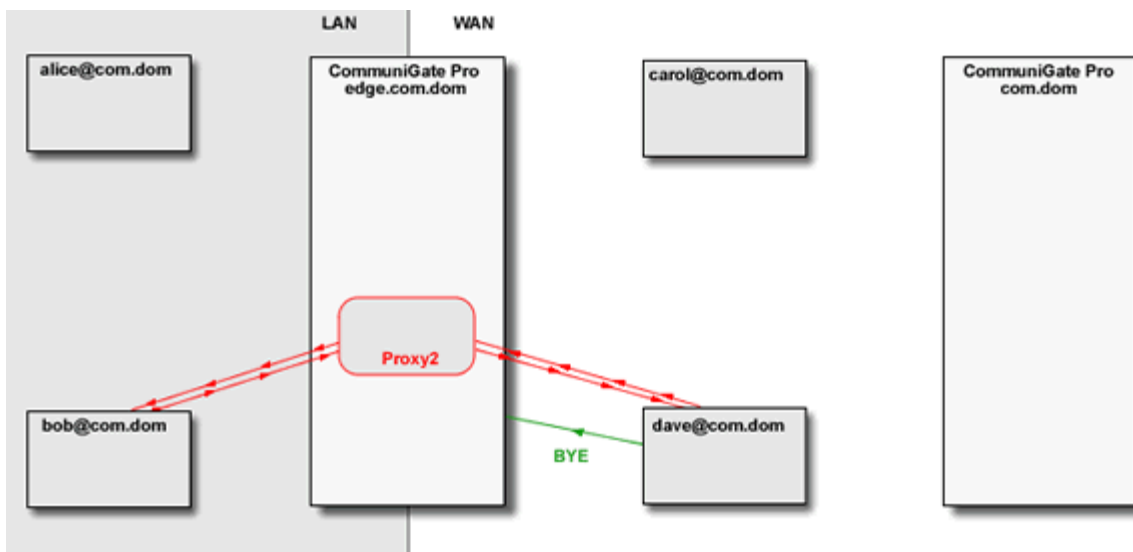 LAN
WAN
alice@com.dom
CommuniGate Pro
edge.com.dom
carol@com.dom
CommuniGate Pro
com.dom
Proxy2
bob@com.dom
dave@com.dom
BYE